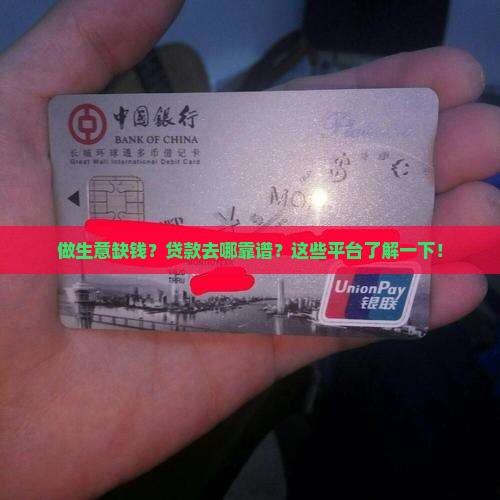 中国银行
BANK OF CHINA
长城环球通多币借记卡
Great Wall International Debit Card
MO
做生意缺钱？贷款去哪靠谱？这些平台了解一下！
THRU
UnionPay
银联